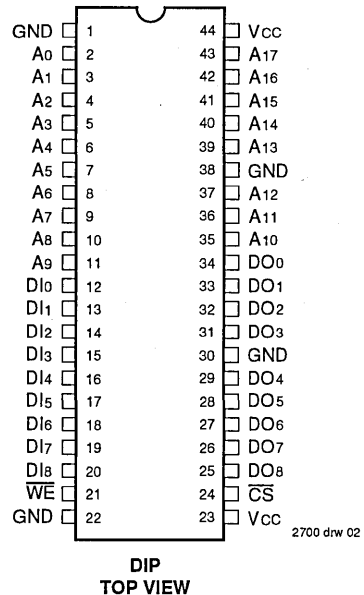 GND 1 44 Vcc
A0 2 43 A17
A1 3 42 A16
A2 4 41 A15
A3 5 40 A14
A4 6 39 A13
A5 7 38 GND
A6 8 37 A12
A7 9 36 A11
A8 10 35 A10
A9 11 34 DO0
DI0 12 33 DO1
DI1 13 32 DO2
DI2 14 31 DO3
DI3 15 30 GND
DI4 16 29 DO4
DI5 17 28 DO5
DI6 18 27 DO6
DI7 19 26 DO7
DI8 20 25 DO8
W̅E̅ 21 24 C̅S̅
GND 22 23 Vcc
2700 drw 02
DIP
TOP VIEW